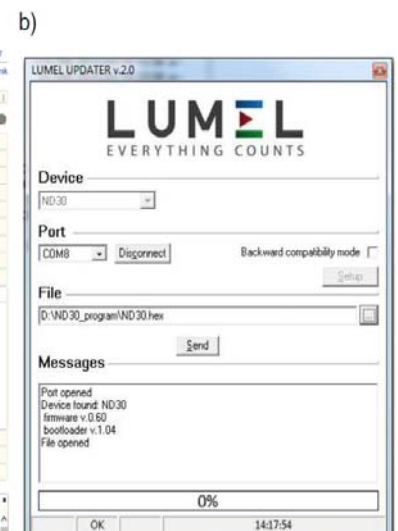 b)
LUMEL UPDATER v.2.0
LUMEL
EVERYTHING COUNTS
Device
ND30
Port
COM8 Disconnect Backward compatibility mode
Setup
File
D:\ND30_program\ND30.hex
Send
Messages
Port opened
Device found: ND30
firmware v.0.60
bootloader v.1.04
File opened
0%
OK 14:17:54